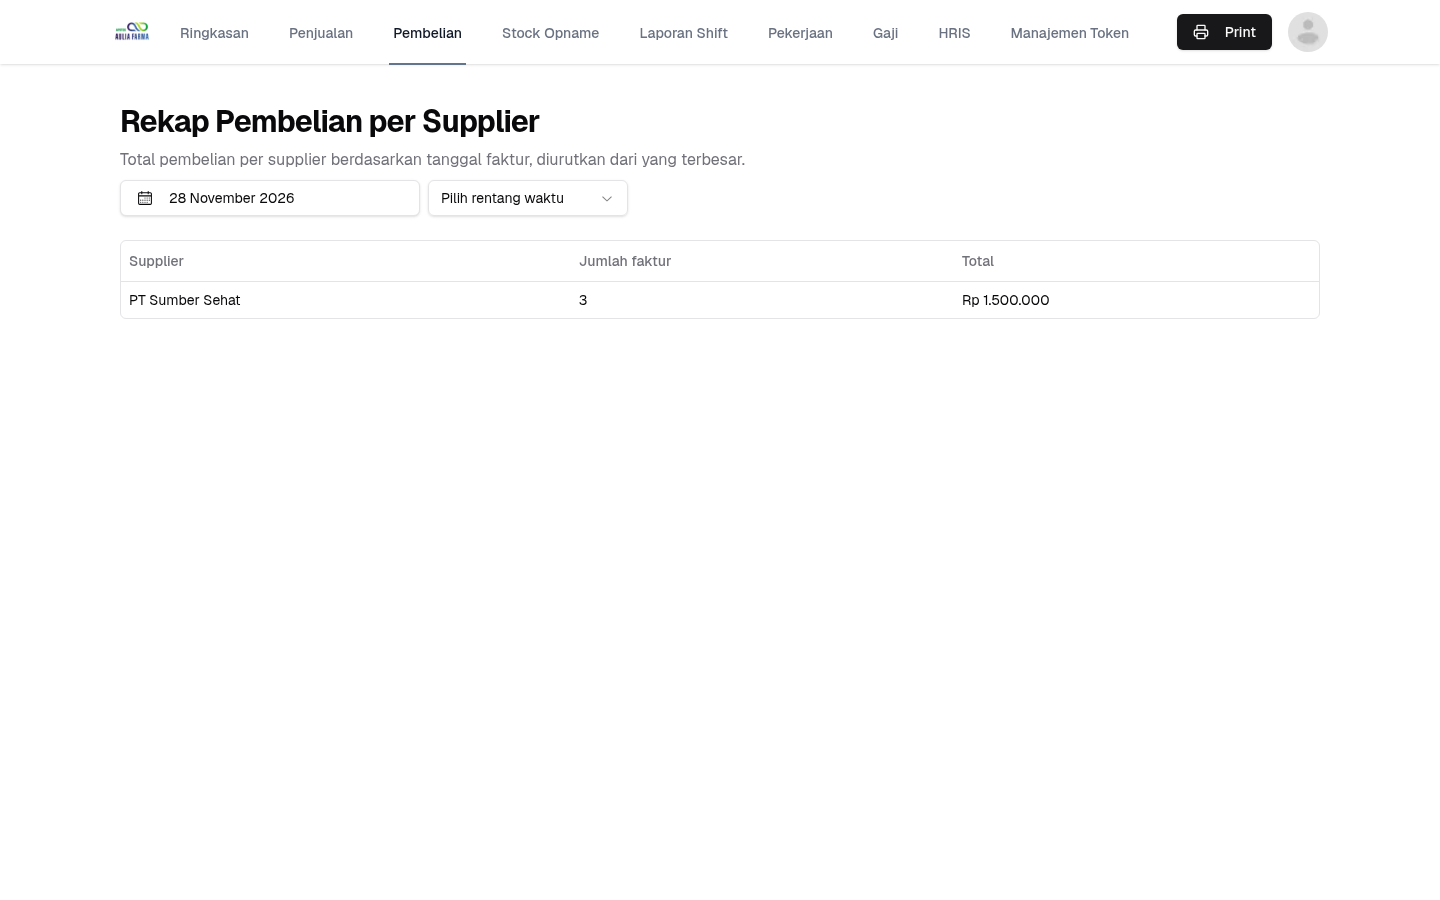 AULIA FARMA
Ringkasan
Penjualan
Pembelian
Stock Opname
Laporan Shift
Pekerjaan
Gaji
HRIS
Manajemen Token
Print
Rekap Pembelian per Supplier
Total pembelian per supplier berdasarkan tanggal faktur, diurutkan dari yang terbesar.
28 November 2026
Pilih rentang waktu
Supplier Jumlah faktur Total
PT Sumber Sehat 3 Rp 1.500.000